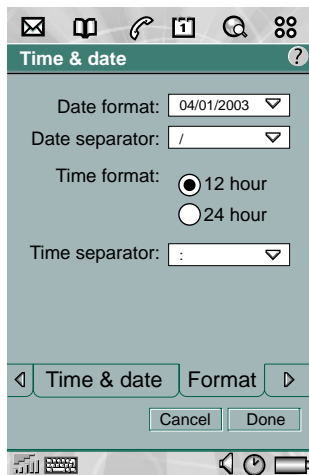 1
Time & date
?
Date format: 04/01/2003
Date separator: /
Time format: 12 hour
24 hour
Time separator: :
Time & date Format
Cancel Done